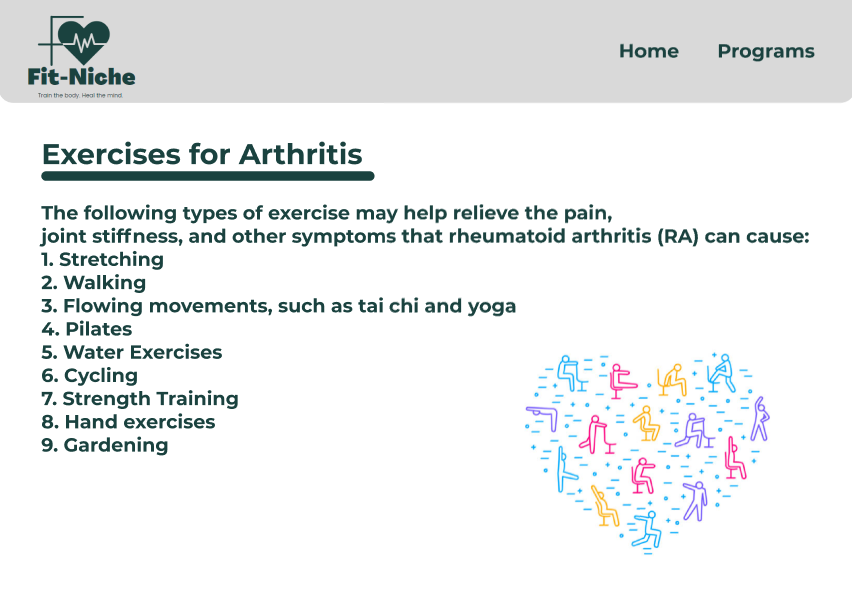 Fit-Niche
Train the body. Heal the mind.
Home
Programs
Exercises for Arthritis
The following types of exercise may help relieve the pain,
joint stiffness, and other symptoms that rheumatoid arthritis (RA) can cause:
1. Stretching
2. Walking
3. Flowing movements, such as tai chi and yoga
4. Pilates
5. Water Exercises
6. Cycling
7. Strength Training
8. Hand exercises
9. Gardening